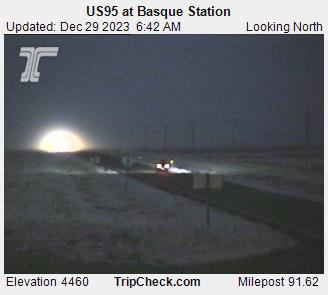 US95 at Basque Station
Updated: Dec 29 2023 6:42 AM Looking North
Elevation 4460 TripCheck.com Milepost 91.62